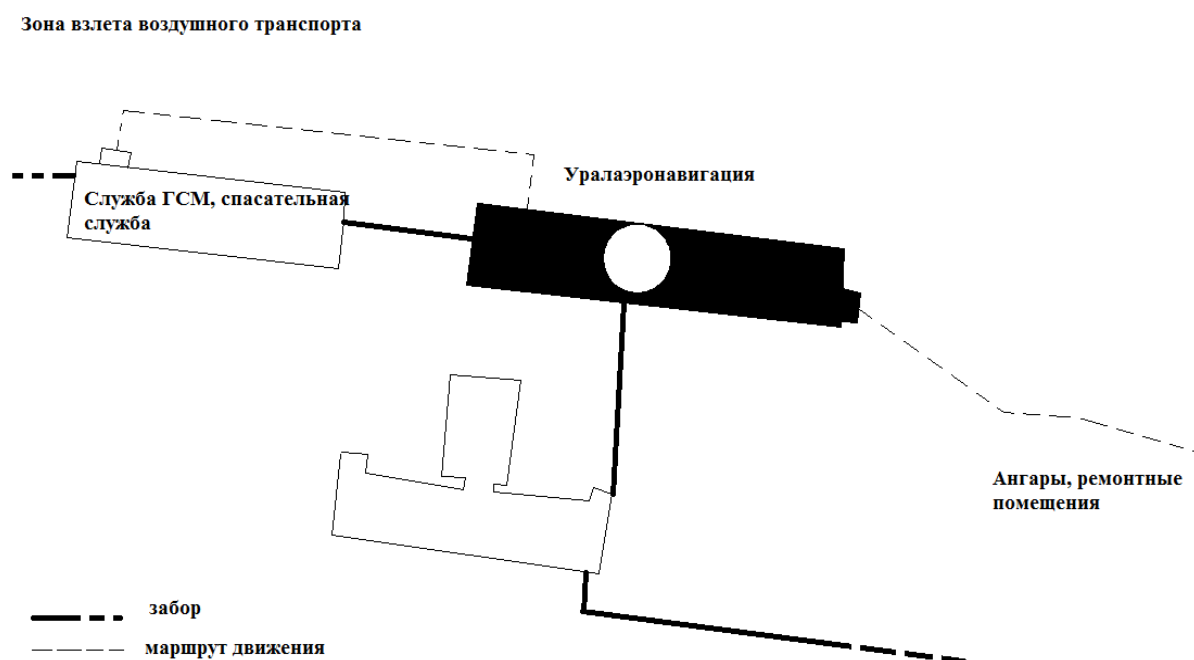 Зона взлета воздушного транспорта
Уралаэронавигация
Служба ГСМ, спасательная
служба
Ангары, ремонтные
помещения
забор
маршрут движения